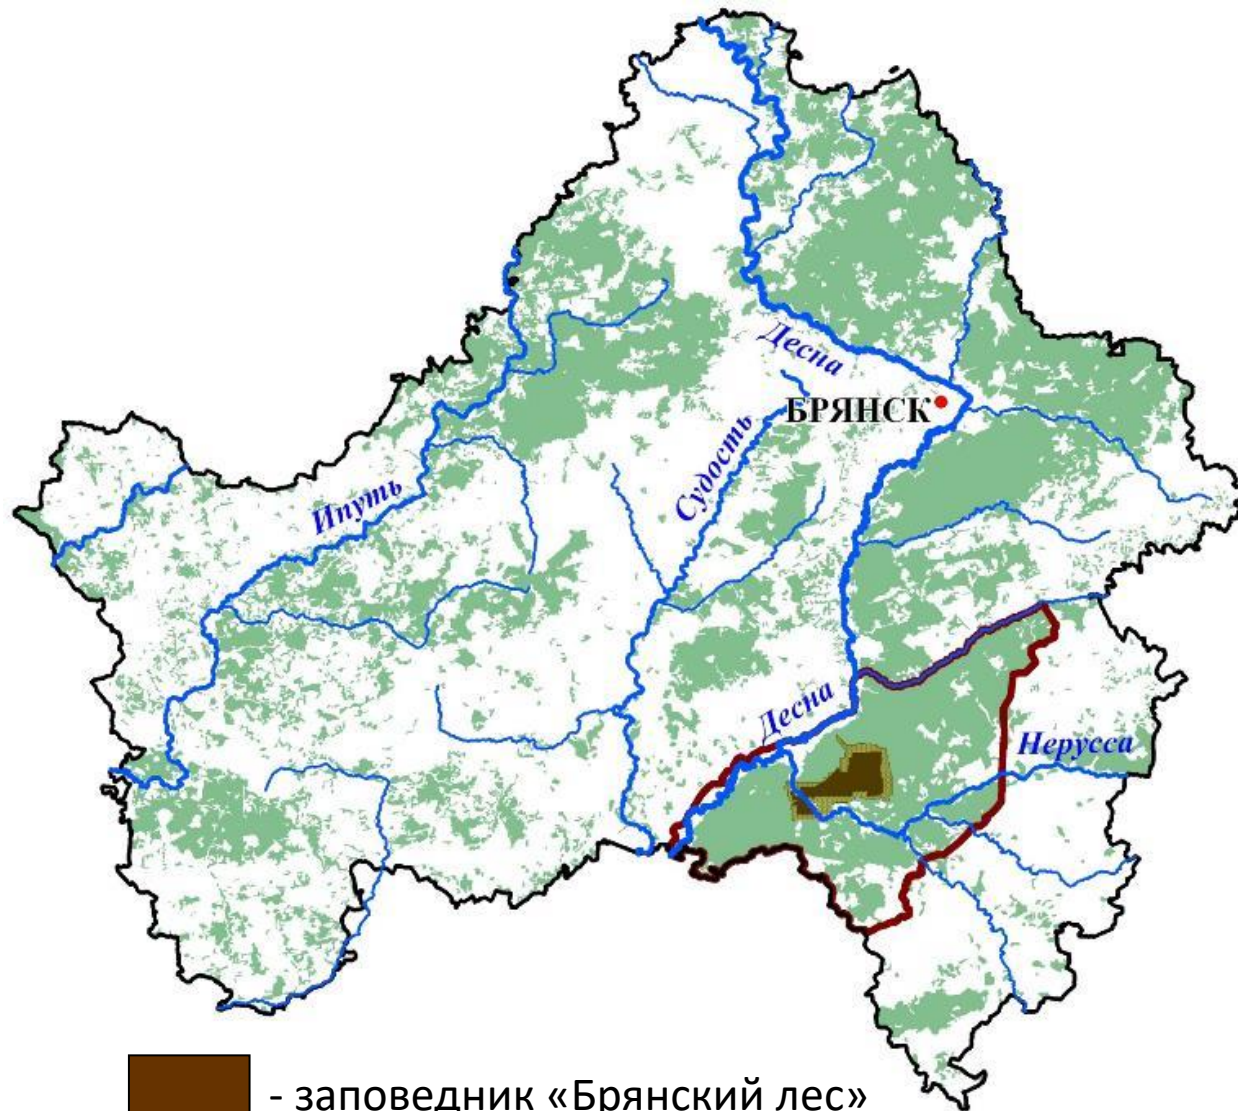 Десна
БРЯНСК
Судость
Ипуть
Десна
Нерусса
- заповедник «Брянский лес»